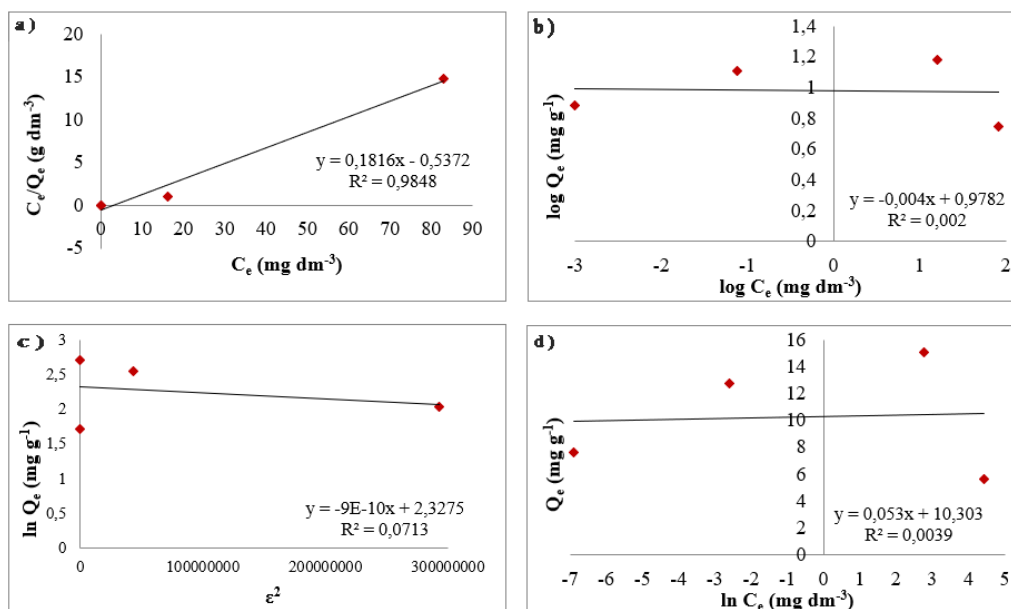 a )
20
15
10
5
0
-5
0 10 20 30 40 50 60 70 80 90
Cₑ/Qₑ (g dm⁻³)
Cₑ (mg dm⁻³)
y = 0,1816x - 0,5372
R² = 0,9848
b )
1,4
1,2
1
0,8
0,6
0,4
0,2
0
-3 -2 -1 0 1 2
log Qₑ (mg g⁻¹)
log Cₑ (mg dm⁻³)
y = -0,004x + 0,9782
R² = 0,002
c )
3
2,5
2
1,5
1
0,5
0
0 100000000 200000000 300000000
ln Qₑ (mg g⁻¹)
ε²
y = -9E-10x + 2,3275
R² = 0,0713
d )
16
14
12
10
8
6
4
2
0
-7 -6 -5 -4 -3 -2 -1 0 1 2 3 4 5
Qₑ (mg g⁻¹)
ln Cₑ (mg dm⁻³)
y = 0,053x + 10,303
R² = 0,0039